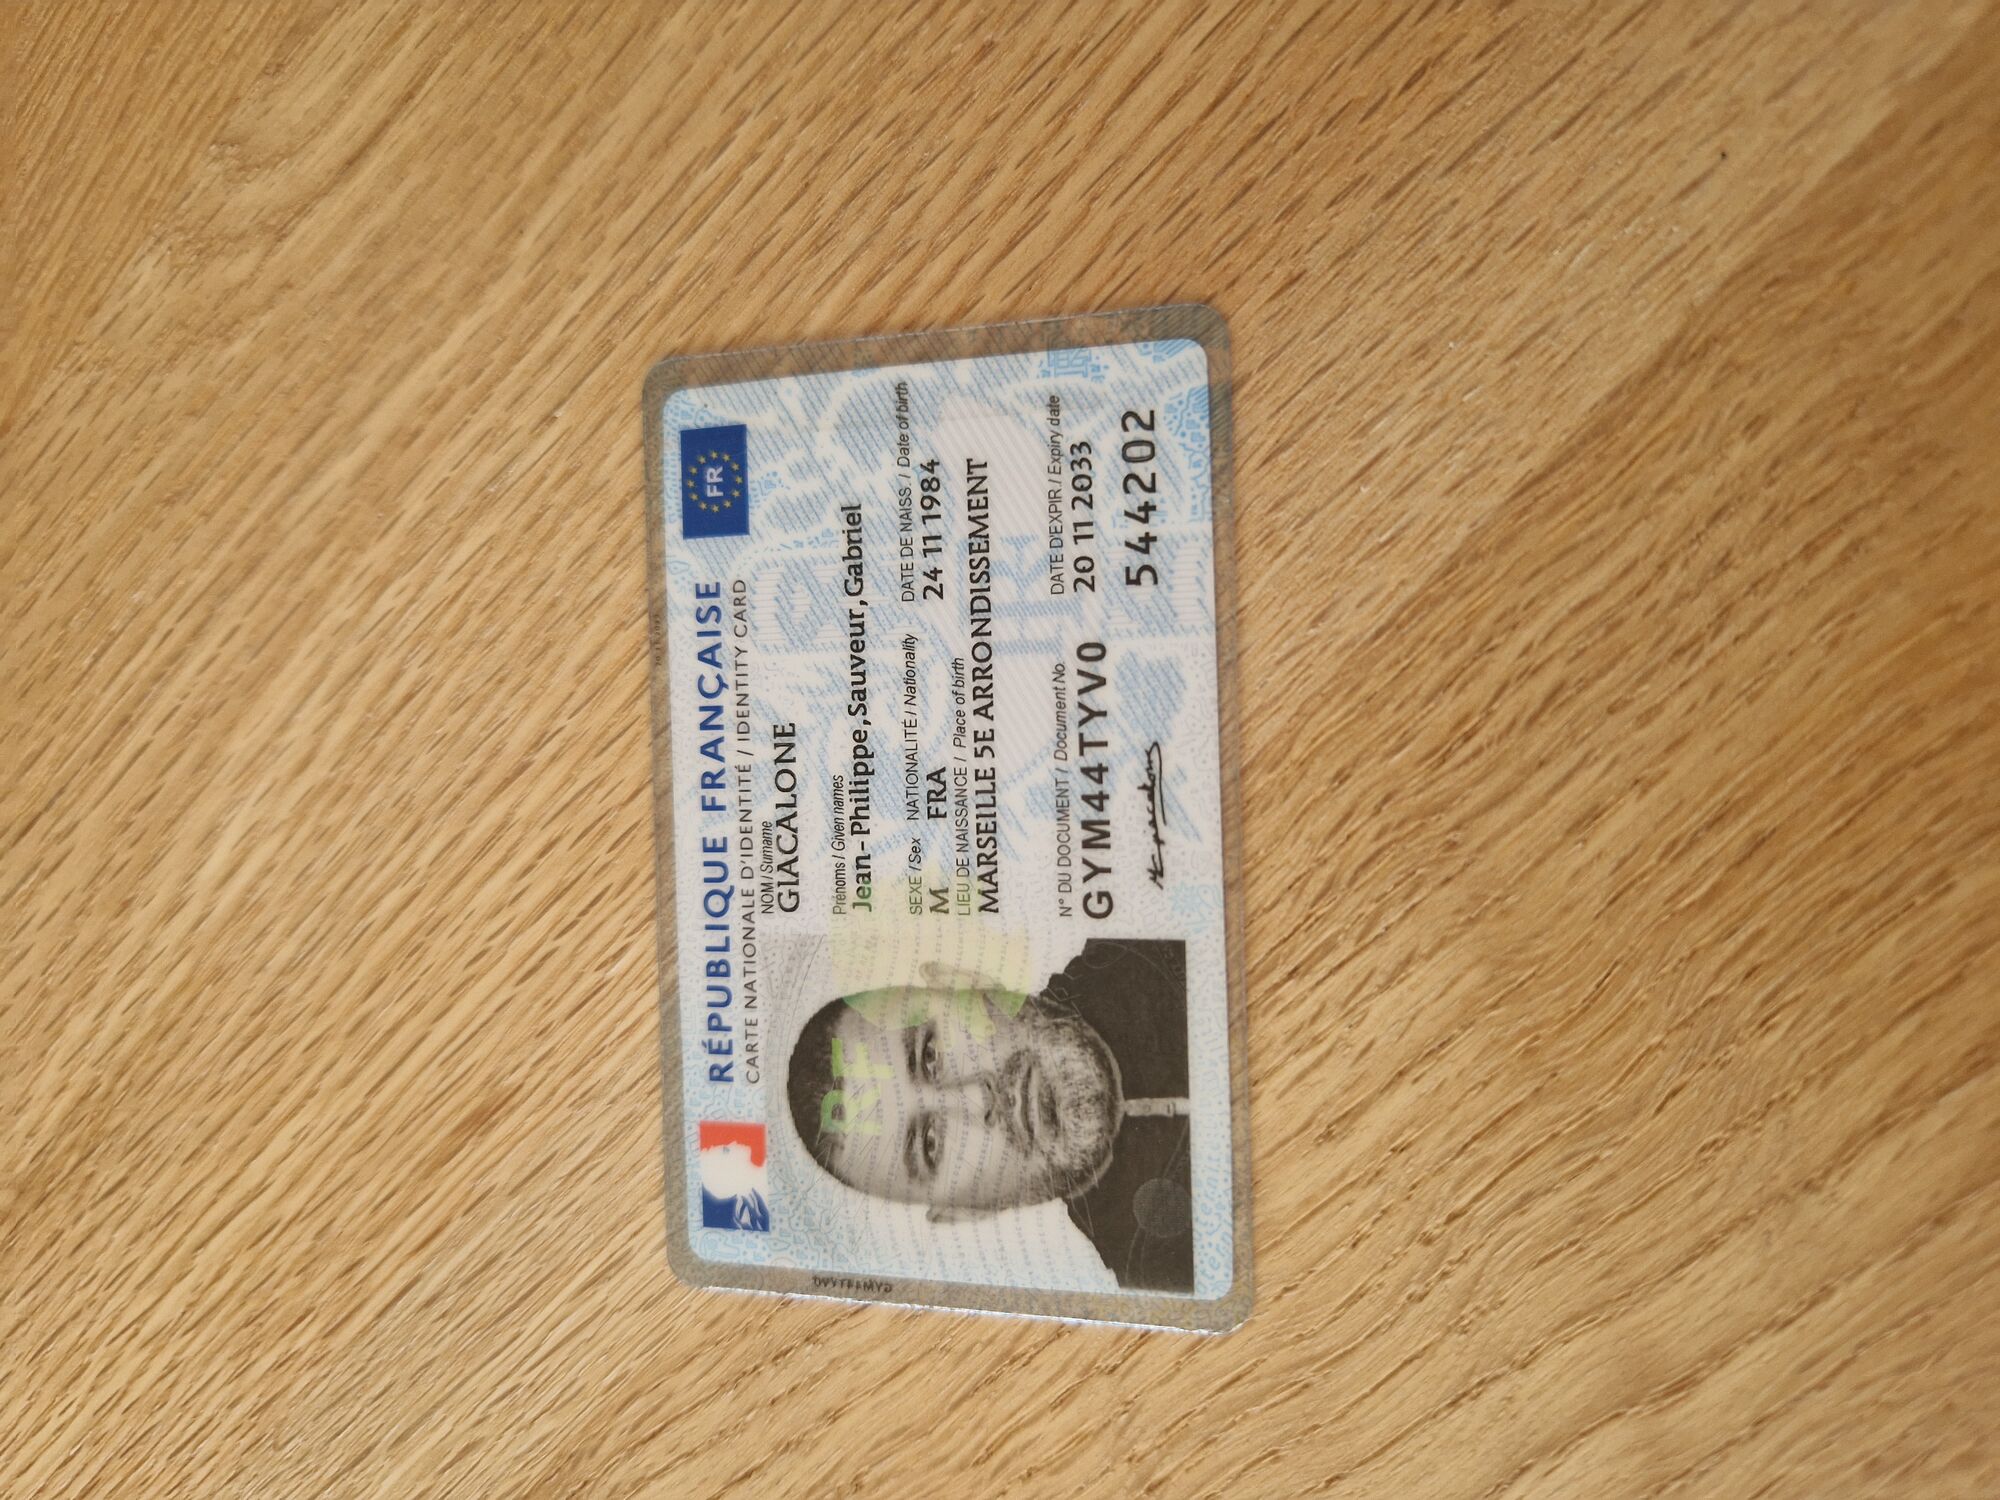 RÉPUBLIQUE FRANÇAISE
FR
CARTE NATIONALE D'IDENTITÉ / IDENTITY CARD
NOM / Surname
GIACALONE
Prénoms / Given names
Jean-Philippe,Sauveur,Gabriel
SEXE / Sex NATIONALITÉ / Nationality DATE DE NAISS. / Date of birth
M FRA 24 11 1984
LIEU DE NAISSANCE / Place of birth
MARSEILLE 5E ARRONDISSEMENT
N° DU DOCUMENT / Document No. DATE D'EXPIR. / Expiry date
GYM44TYV0 20 11 2033
544202
RF
GYM44TYV0